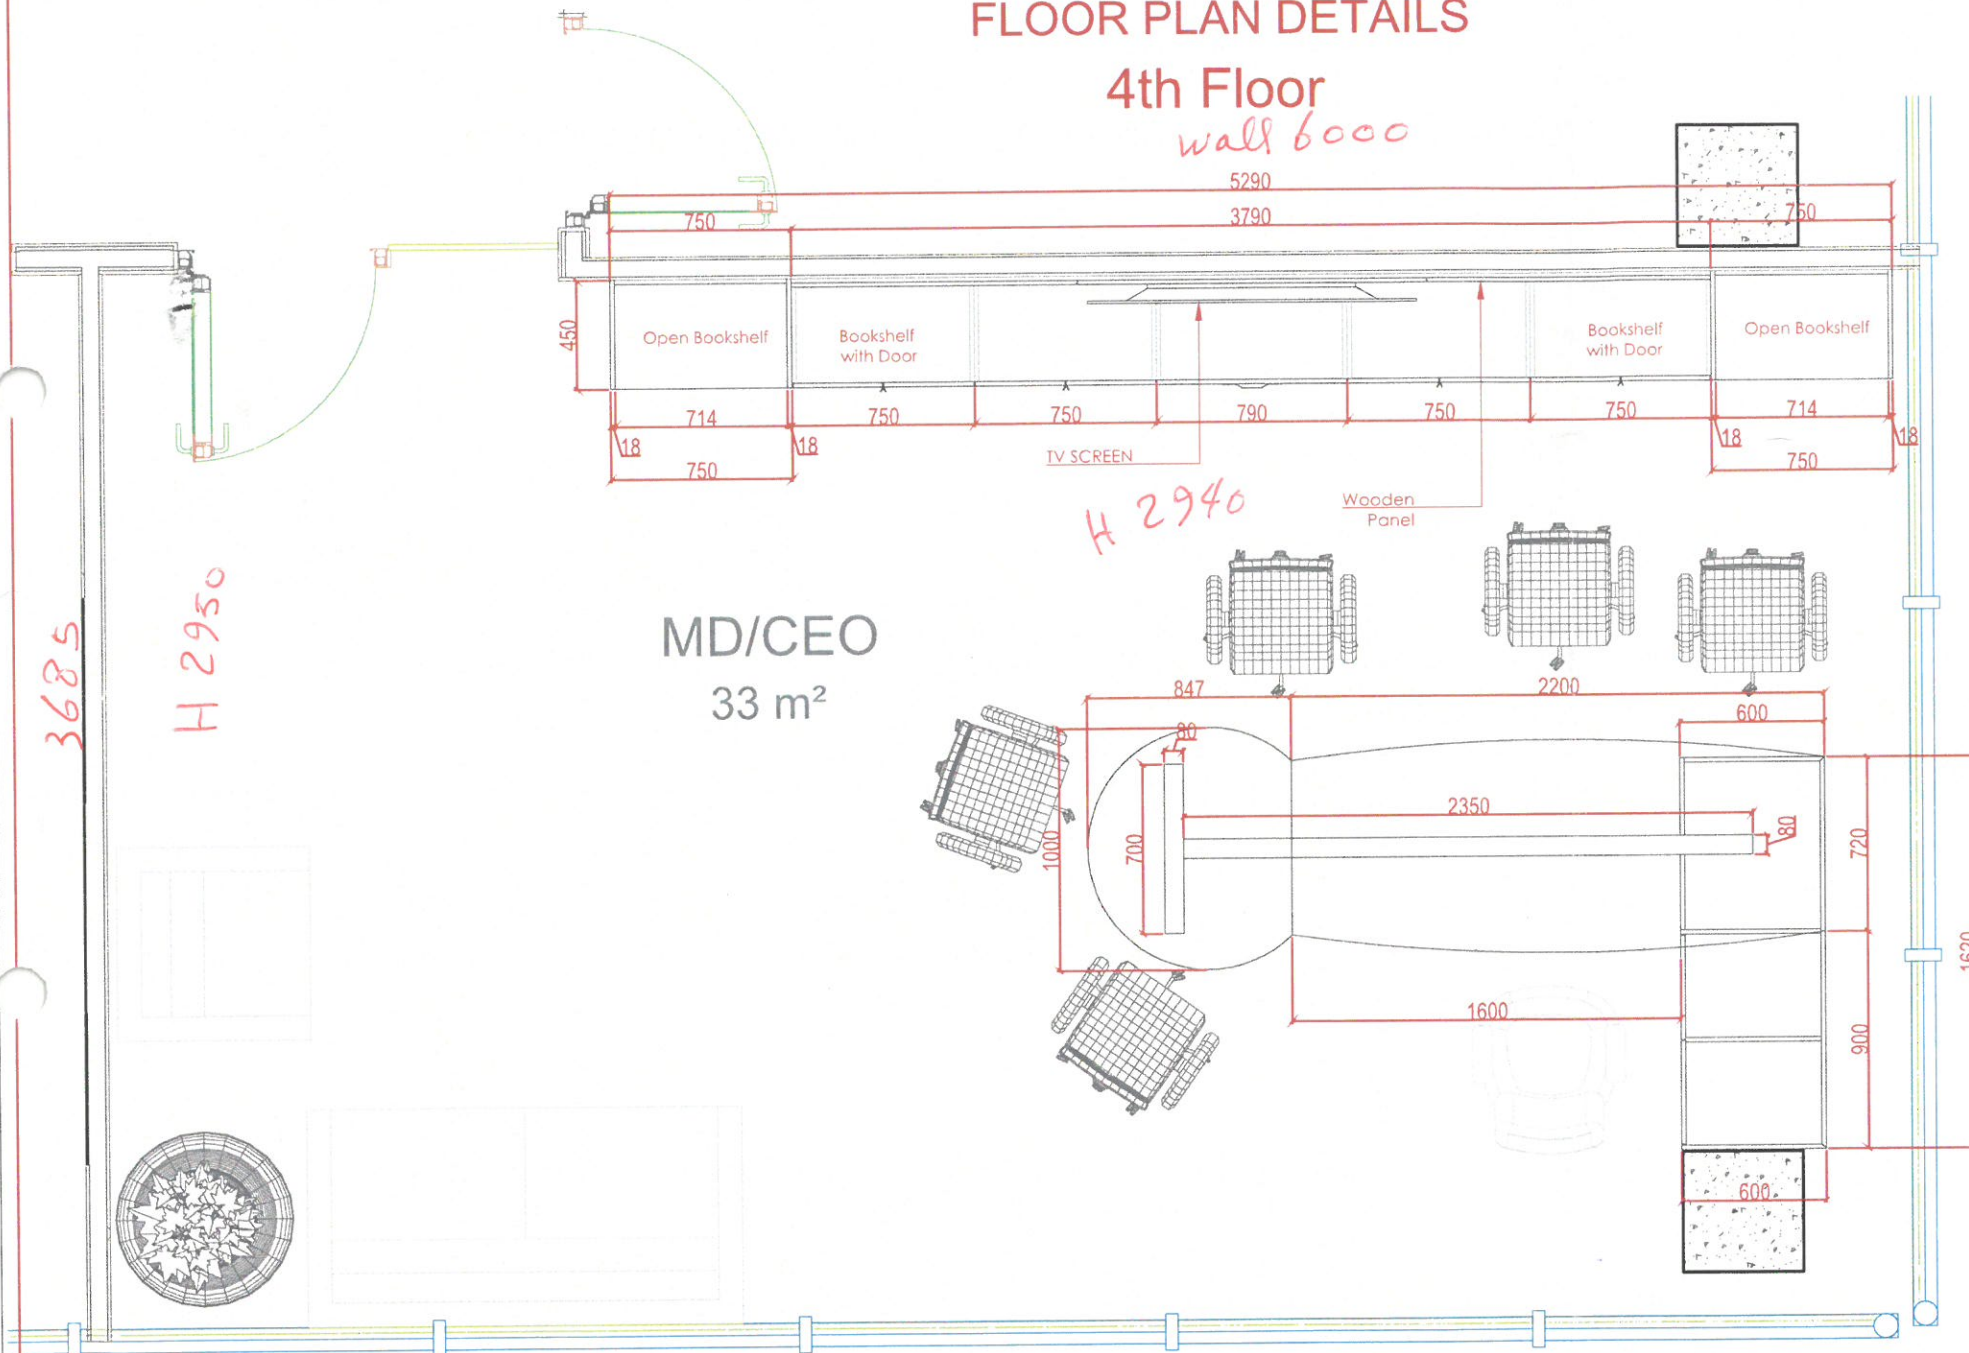 FLOOR PLAN DETAILS
4th Floor
wall 6000
5290
750
3790
750
450
Open Bookshelf
Bookshelf
with Door
Bookshelf
with Door
Open Bookshelf
714
750
750
790
750
750
714
18
18
18
18
750
750
TV SCREEN
Wooden
Panel
H 2940
3685
H 2950
MD/CEO
33 m²
847
2200
600
80
2350
80
1000
700
720
1620
1600
900
600